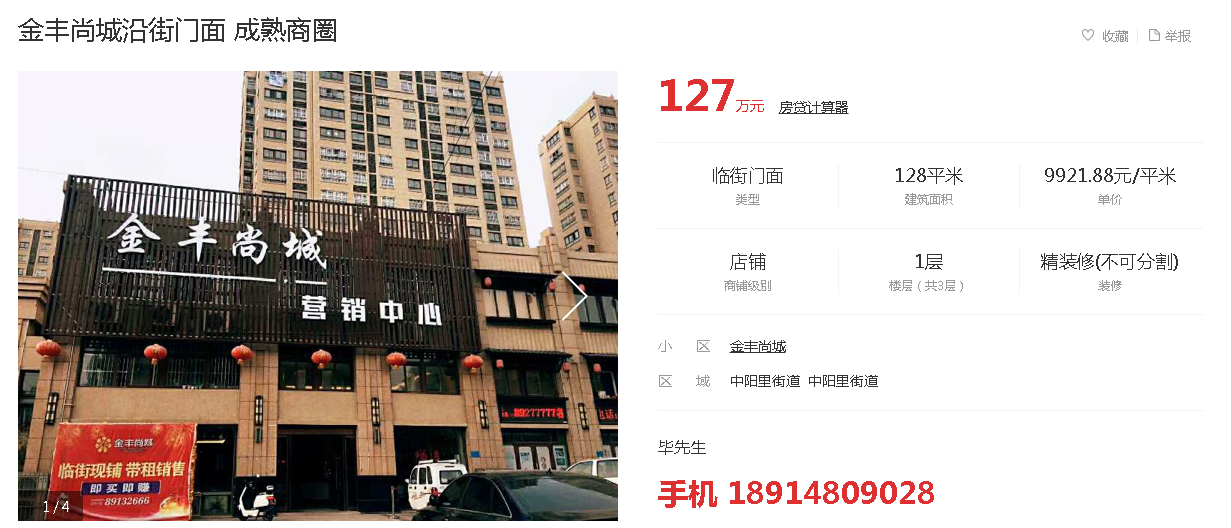 金丰尚城沿街门面 成熟商圈
收藏
举报
金丰尚城
营销中心
89277777
金丰尚城
临街现铺 带租销售
即买即赚
89132666
1 / 4
127万元 房贷计算器
临街门面 128平米 9921.88元/平米
类型 建筑面积 单价
店铺 1层 精装修(不可分割)
商铺级别 楼层（共3层） 装修
小区 金丰尚城
区域 中阳里街道 中阳里街道
毕先生
手机 18914809028